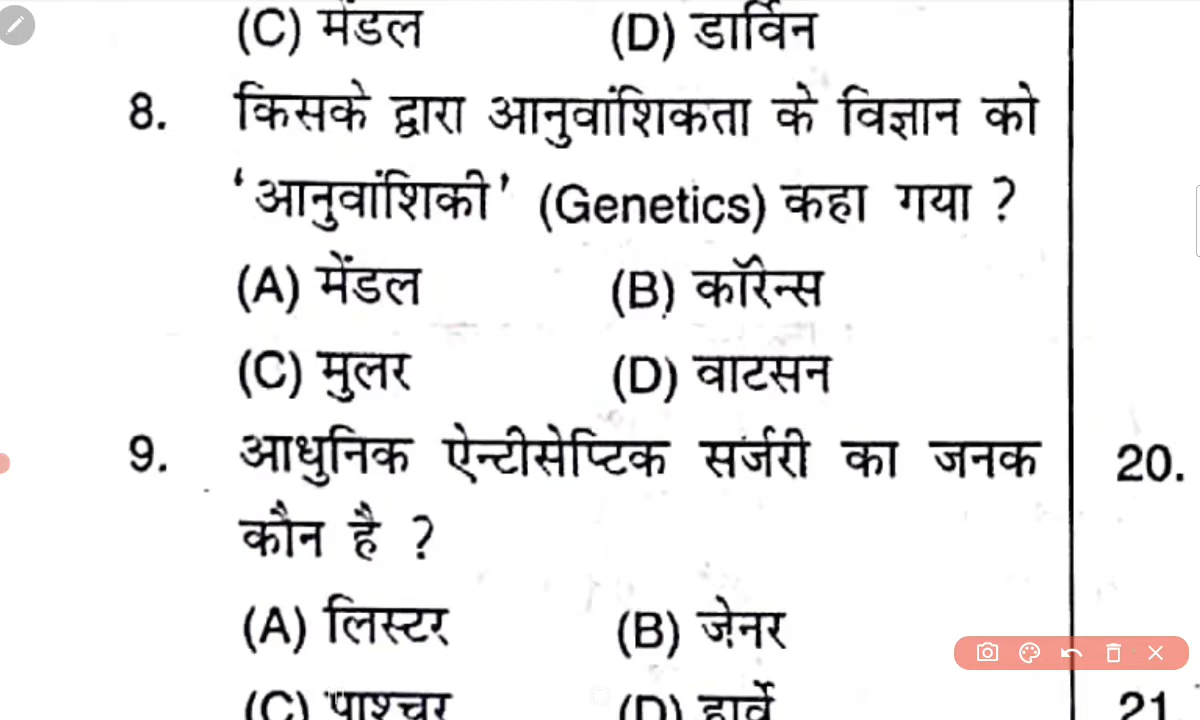 (C) मेंडल (D) डार्विन
8. किसके द्वारा आनुवांशिकता के विज्ञान को
‘आनुवांशिकी’ (Genetics) कहा गया ?
(A) मेंडल (B) कॉरेन्स
(C) मुलर (D) वाटसन
9. आधुनिक ऐन्टीसेप्टिक सर्जरी का जनक
कौन है ?
(A) लिस्टर (B) जेनर
(C) पाश्चर (D) हार्वे
20.
21